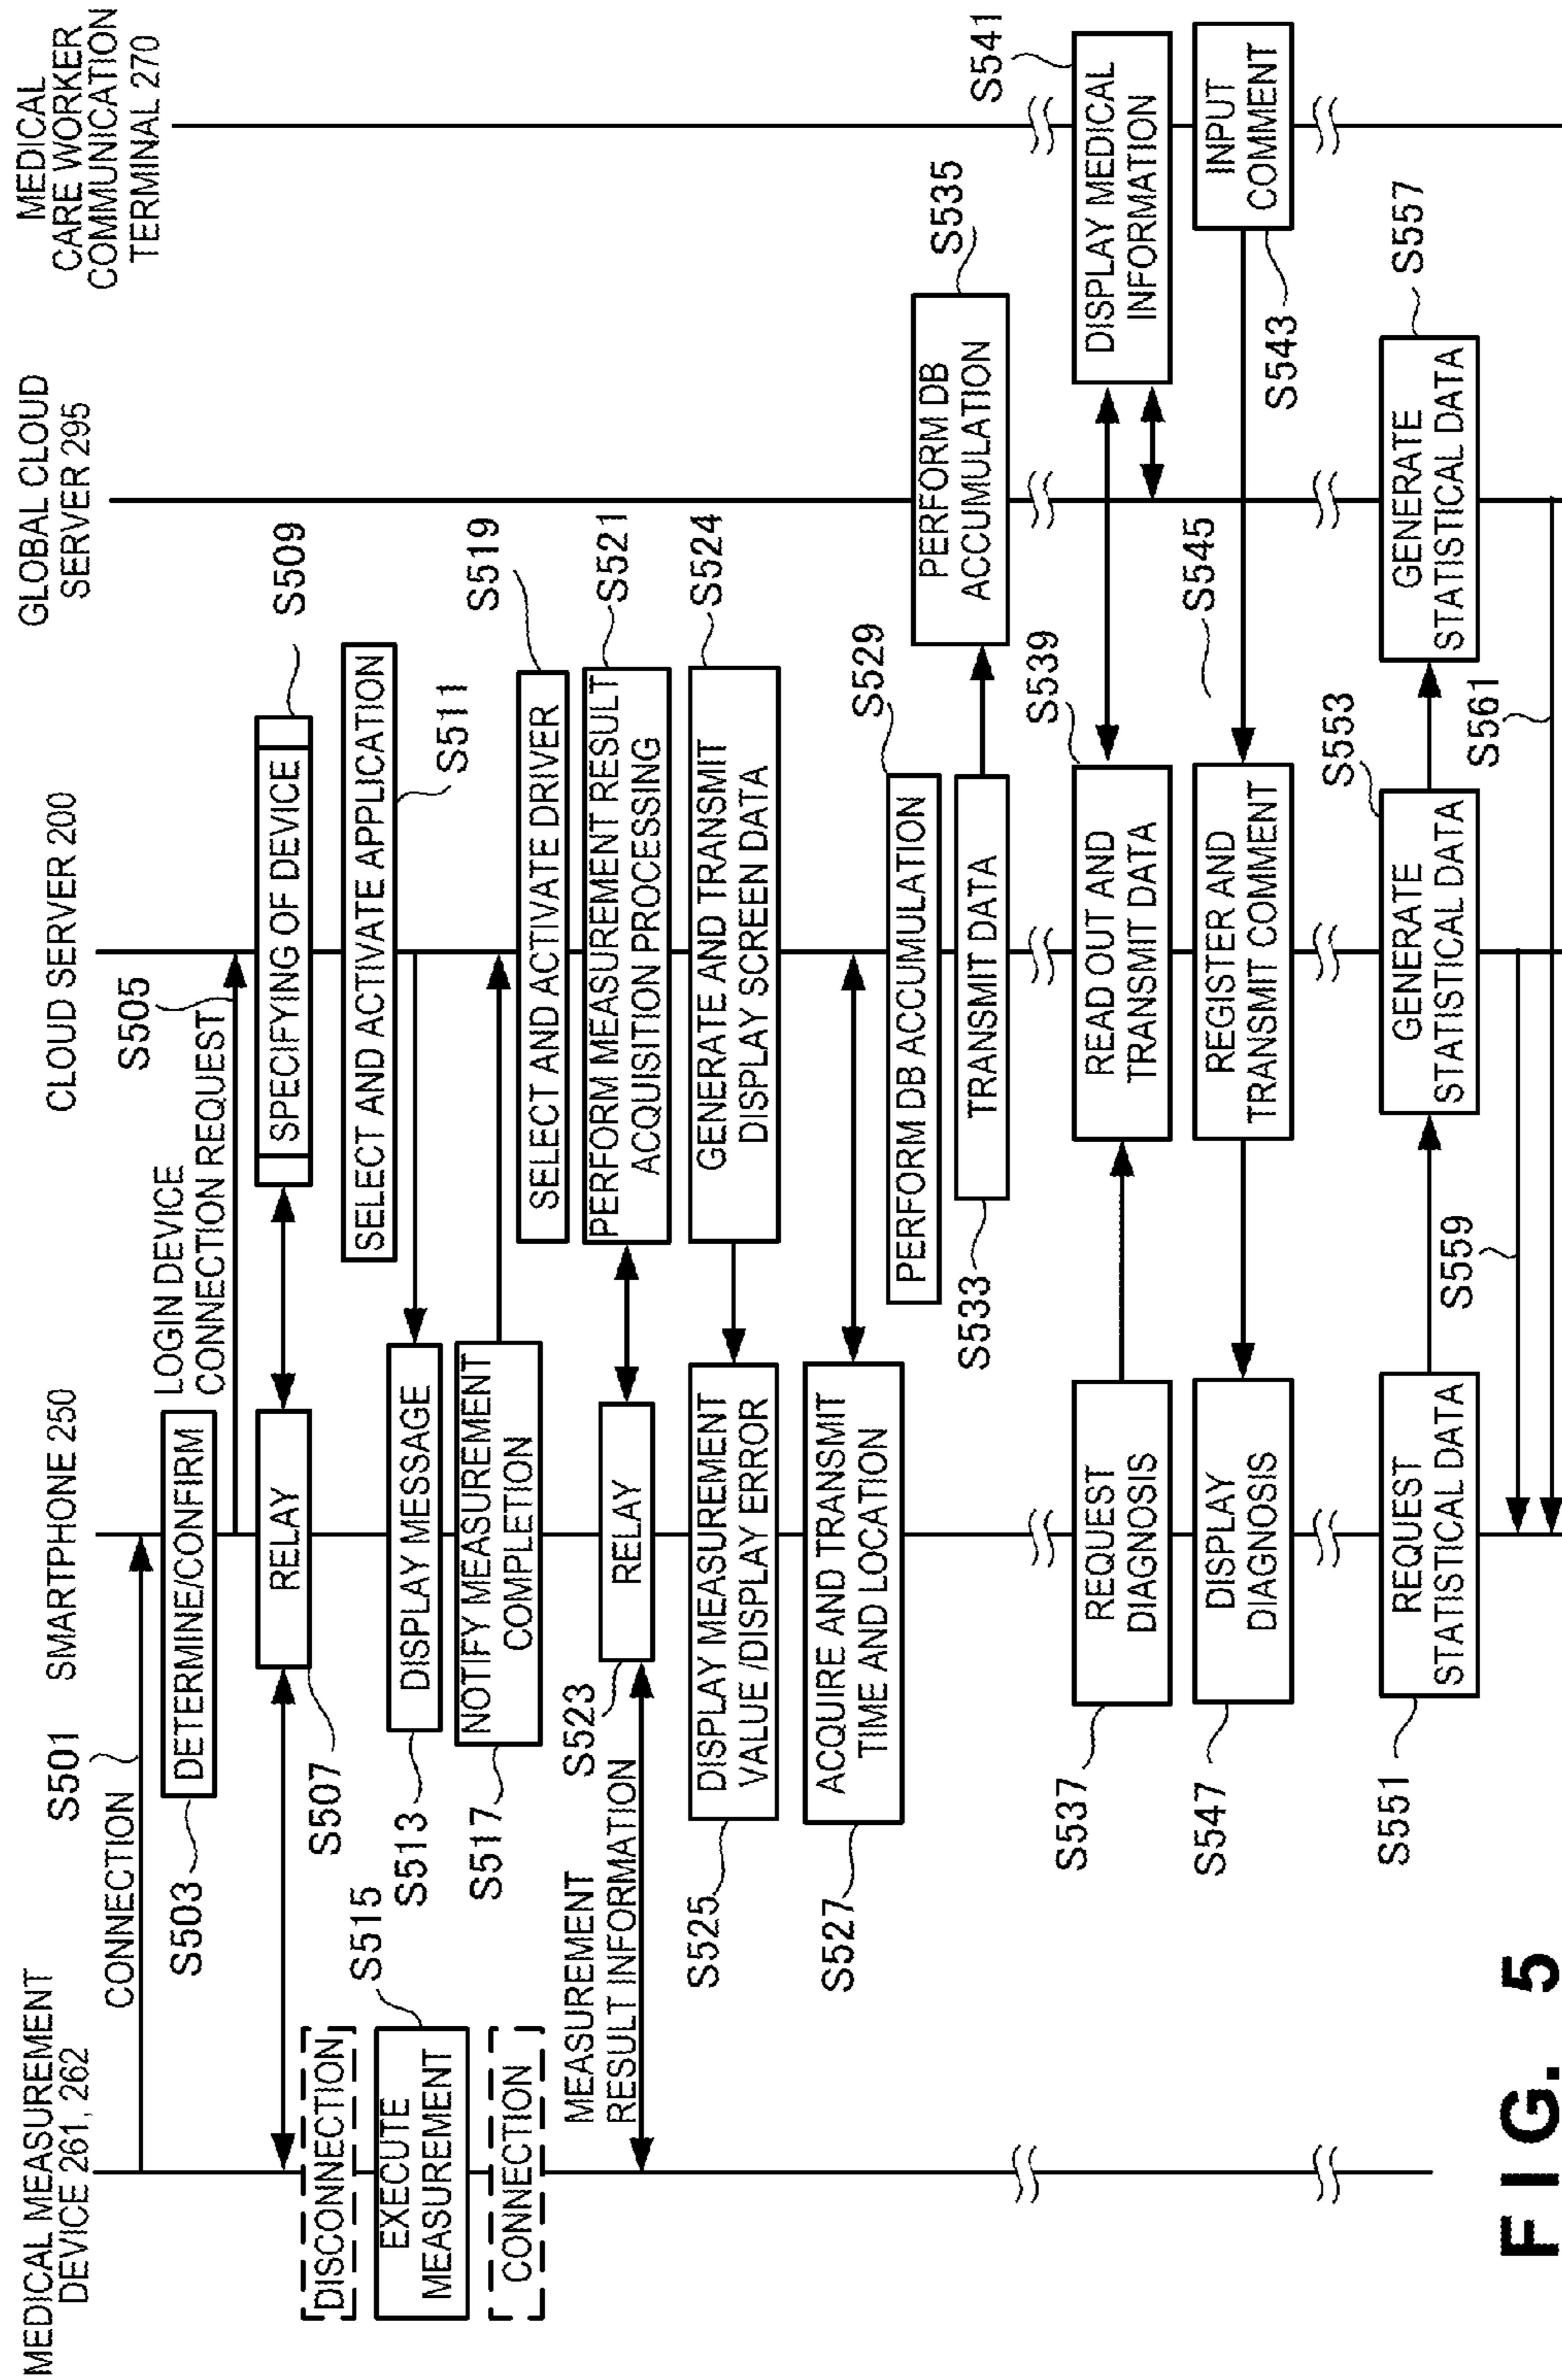 MEDICAL MEASUREMENT
DEVICE 261, 262
SMARTPHONE 250
CLOUD SERVER 200
GLOBAL CLOUD
SERVER 295
MEDICAL
CARE WORKER
COMMUNICATION
TERMINAL 270
CONNECTION
S501
S503
DETERMINE/CONFIRM
LOGIN DEVICE
CONNECTION REQUEST
S505
RELAY
S507
SPECIFYING OF DEVICE
S509
DISCONNECTION
SELECT AND ACTIVATE APPLICATION
S511
S513
DISPLAY MESSAGE
EXECUTE
MEASUREMENT
S515
S517
NOTIFY MEASUREMENT
COMPLETION
CONNECTION
SELECT AND ACTIVATE DRIVER
S519
PERFORM MEASUREMENT RESULT
ACQUISITION PROCESSING
S521
MEASUREMENT
RESULT INFORMATION
S523
RELAY
GENERATE AND TRANSMIT
DISPLAY SCREEN DATA
S524
S525
DISPLAY MEASUREMENT
VALUE /DISPLAY ERROR
S527
ACQUIRE AND TRANSMIT
TIME AND LOCATION
PERFORM DB ACCUMULATION
S529
S533
TRANSMIT DATA
PERFORM DB
ACCUMULATION
S535
S537
REQUEST
DIAGNOSIS
READ OUT AND
TRANSMIT DATA
S539
DISPLAY MEDICAL
INFORMATION
S541
INPUT
COMMENT
S543
REGISTER AND
TRANSMIT COMMENT
S545
S547
DISPLAY
DIAGNOSIS
S551
REQUEST
STATISTICAL DATA
GENERATE
STATISTICAL DATA
S553
GENERATE
STATISTICAL DATA
S557
S559
S561
FIG. 5